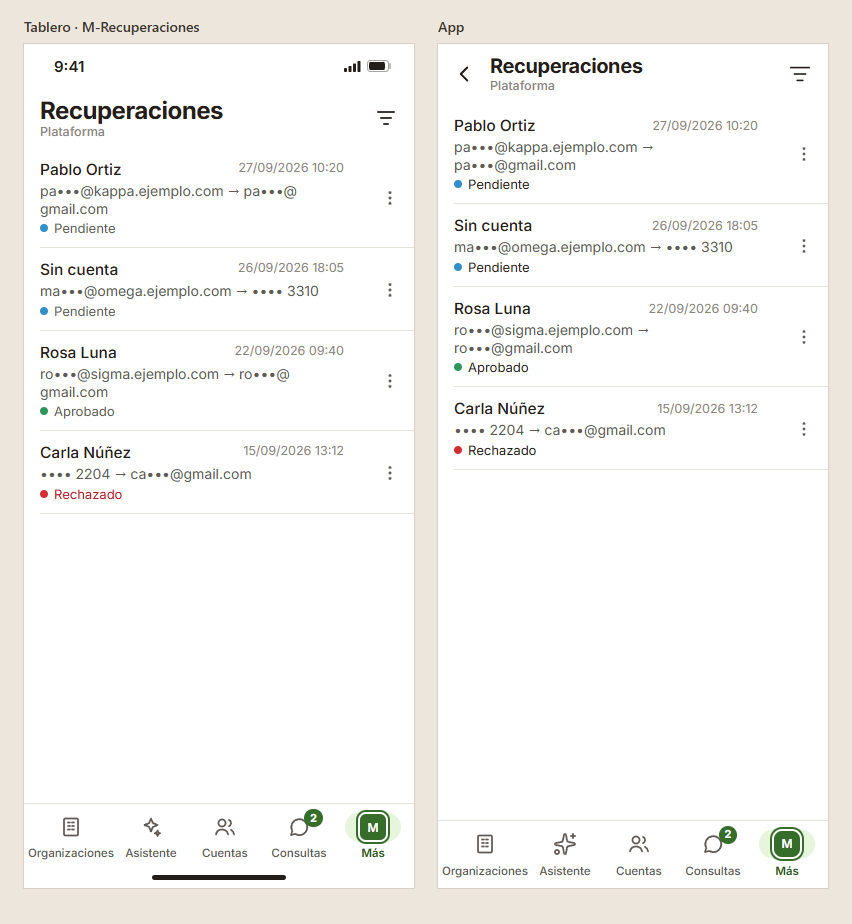 Tablero · M-Recuperaciones
9:41
Recuperaciones
Plataforma
Pablo Ortiz 27/09/2026 10:20
pa•••@kappa.ejemplo.com → pa•••@
gmail.com
Pendiente
Sin cuenta 26/09/2026 18:05
ma•••@omega.ejemplo.com → •••• 3310
Pendiente
Rosa Luna 22/09/2026 09:40
ro•••@sigma.ejemplo.com → ro•••@
gmail.com
Aprobado
Carla Núñez 15/09/2026 13:12
•••• 2204 → ca•••@gmail.com
Rechazado
Organizaciones Asistente Cuentas Consultas 2 M Más
App
Recuperaciones
Plataforma
Pablo Ortiz 27/09/2026 10:20
pa•••@kappa.ejemplo.com →
pa•••@gmail.com
Pendiente
Sin cuenta 26/09/2026 18:05
ma•••@omega.ejemplo.com → •••• 3310
Pendiente
Rosa Luna 22/09/2026 09:40
ro•••@sigma.ejemplo.com →
ro•••@gmail.com
Aprobado
Carla Núñez 15/09/2026 13:12
•••• 2204 → ca•••@gmail.com
Rechazado
Organizaciones Asistente Cuentas Consultas 2 M Más